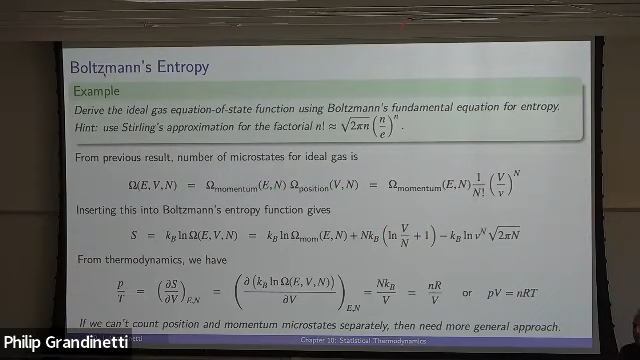 Boltzmann's Entropy
Example
Derive the ideal gas equation-of-state function using Boltzmann's fundamental equation for entropy.
Hint: use Stirling's approximation for the factorial n! ≈ √(2πn) (n/e)^n.
From previous result, number of microstates for ideal gas is
Ω(E, V, N) = Ω_momentum(E, N) Ω_position(V, N) = Ω_momentum(E, N) 1/N! (V/v)^N
Inserting this into Boltzmann's entropy function gives
S = k_B ln Ω(E, V, N) = k_B ln Ω_mom(E, N) + Nk_B (ln V/N + 1) − k_B ln v^N √(2πN)
From thermodynamics, we have
p/T = (∂S/∂V)_E,N = (∂ (k_B ln Ω(E, V, N))/∂V)_E,N = Nk_B/V = nR/V or pV = nRT
If we can't count position and momentum microstates separately, then need more general approach.
Philip Grandinetti
Chapter 10: Statistical Thermodynamics